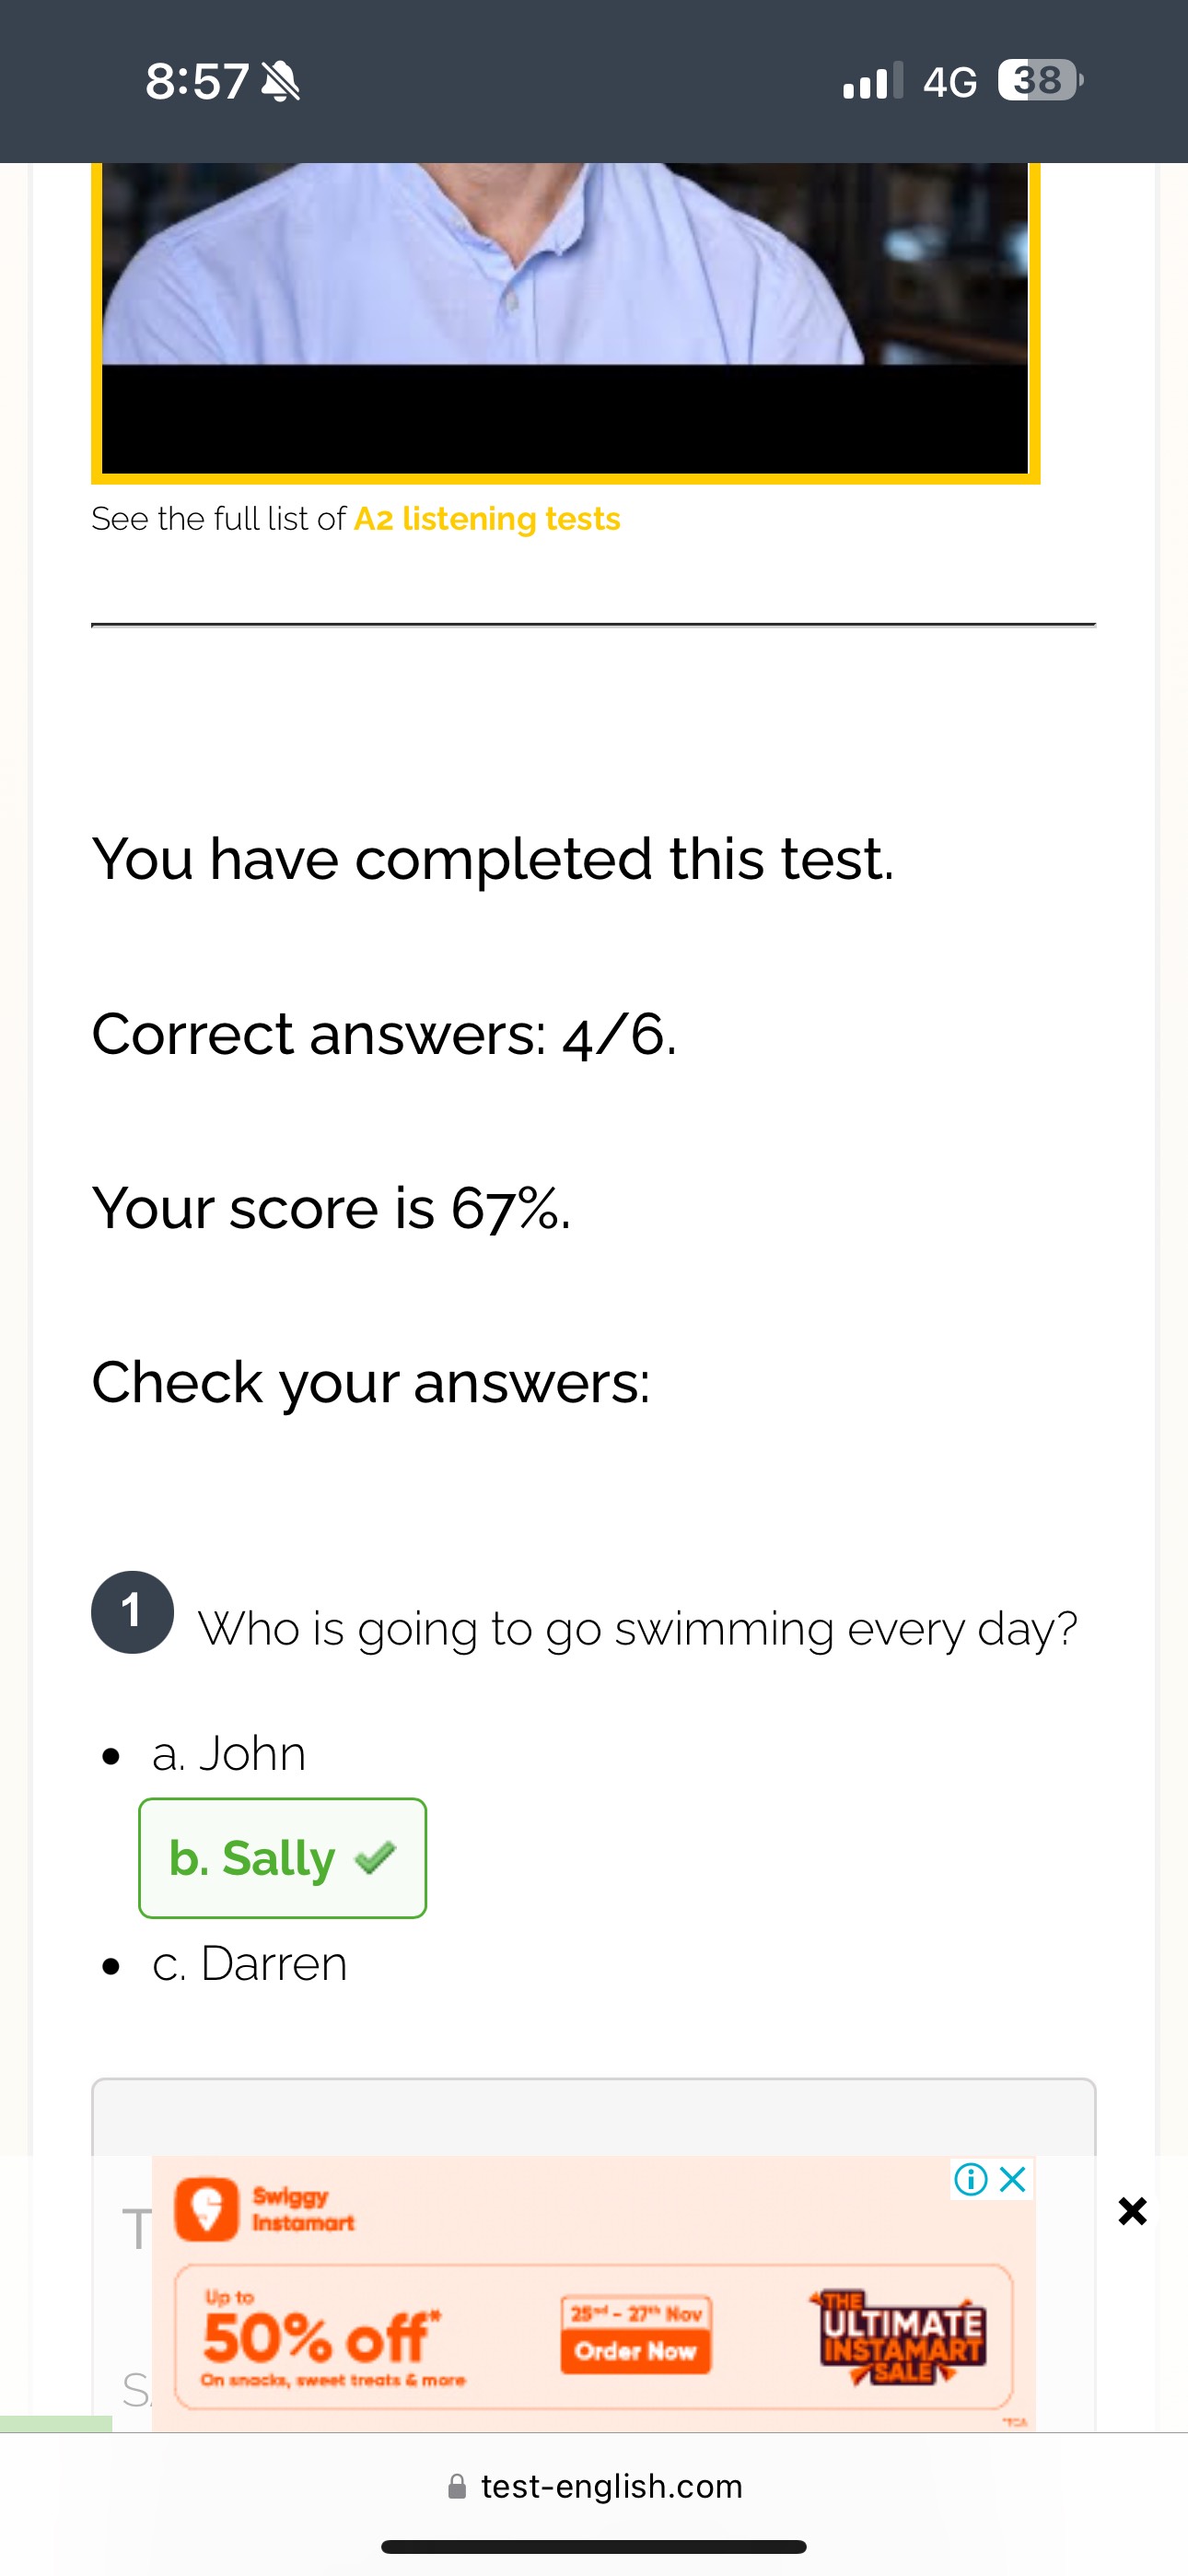 8:57
4G 38
See the full list of A2 listening tests
You have completed this test.
Correct answers: 4/6.
Your score is 67%.
Check your answers:
1 Who is going to go swimming every day?
• a. John
b. Sally
• c. Darren
T
Swiggy
Instamart
Up to
50% off*
On snacks, sweet treats & more
25ⁿᵈ - 27ᵗʰ Nov
Order Now
THE
ULTIMATE
INSTAMART
SALE
*T&CA
S
test-english.com